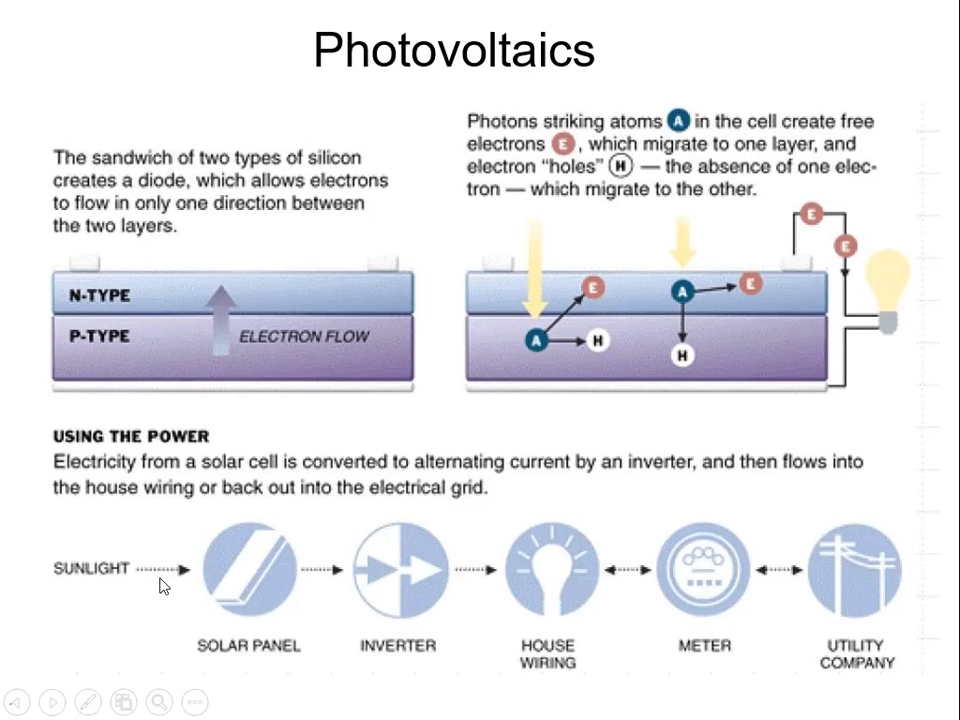 Photovoltaics
The sandwich of two types of silicon
creates a diode, which allows electrons
to flow in only one direction between
the two layers.
Photons striking atoms A in the cell create free
electrons E , which migrate to one layer, and
electron “holes” H — the absence of one elec-
tron — which migrate to the other.
N-TYPE
P-TYPE
ELECTRON FLOW
E
E
E
E
A
A
H
H
USING THE POWER
Electricity from a solar cell is converted to alternating current by an inverter, and then flows into
the house wiring or back out into the electrical grid.
SUNLIGHT
SOLAR PANEL
INVERTER
HOUSE
WIRING
METER
UTILITY
COMPANY